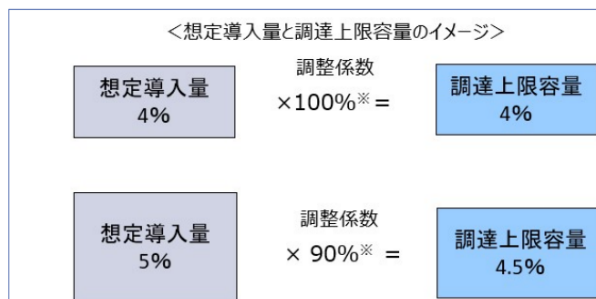 ＜想定導入量と調達上限容量のイメージ＞
想定導入量
4%
調整係数
×100%※＝
調達上限容量
4%
想定導入量
5%
調整係数
× 90%※ ＝
調達上限容量
4.5%